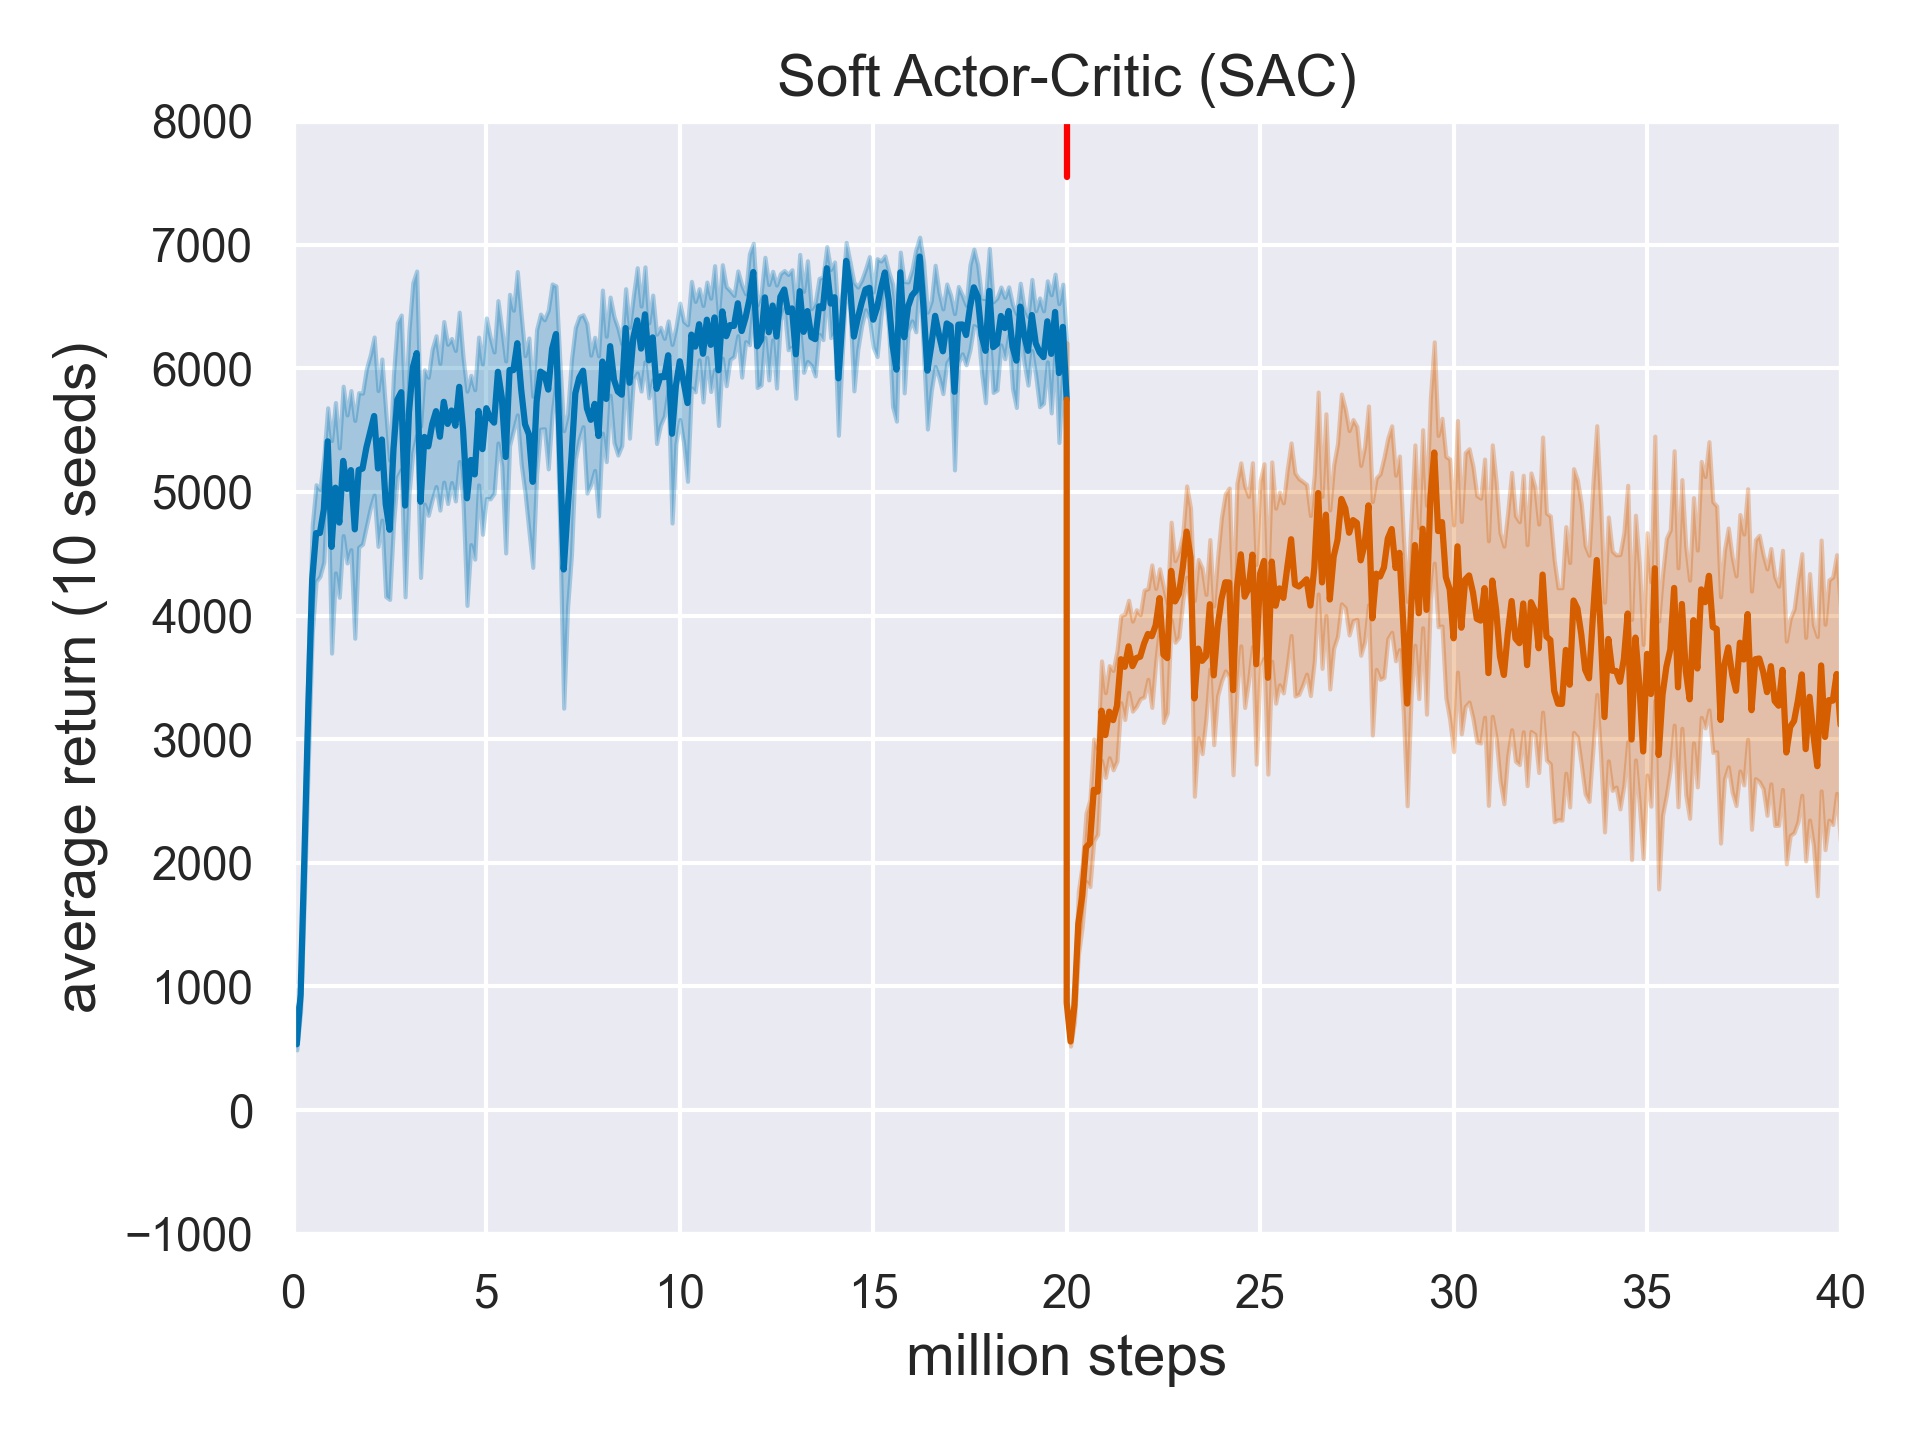 Soft Actor-Critic (SAC)
average return (10 seeds)
8000
7000
6000
5000
4000
3000
2000
1000
0
−1000
0 5 10 15 20 25 30 35 40
million steps